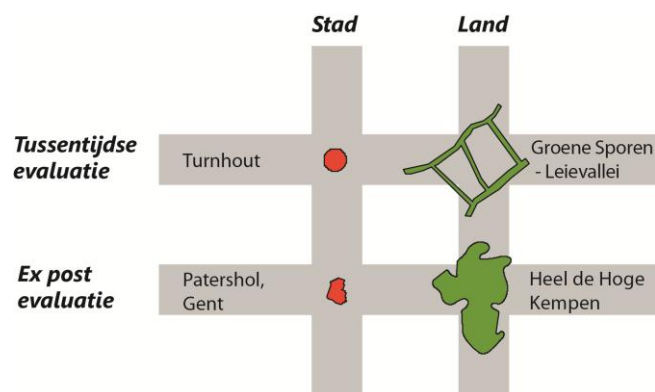 Stad
Land
Tussentijdse
evaluatie
Turnhout
Groene Sporen
- Leievallei
Ex post
evaluatie
Patershol,
Gent
Heel de Hoge
Kempen